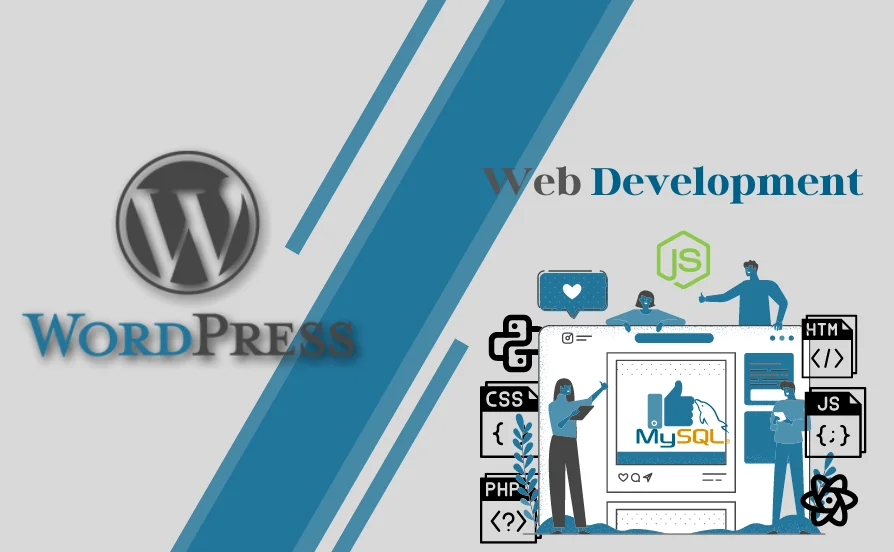 W
WORDPRESS
Web Development
JS
HTM
</>
CSS
{
JS
{;}
MySQL
PHP
<?>